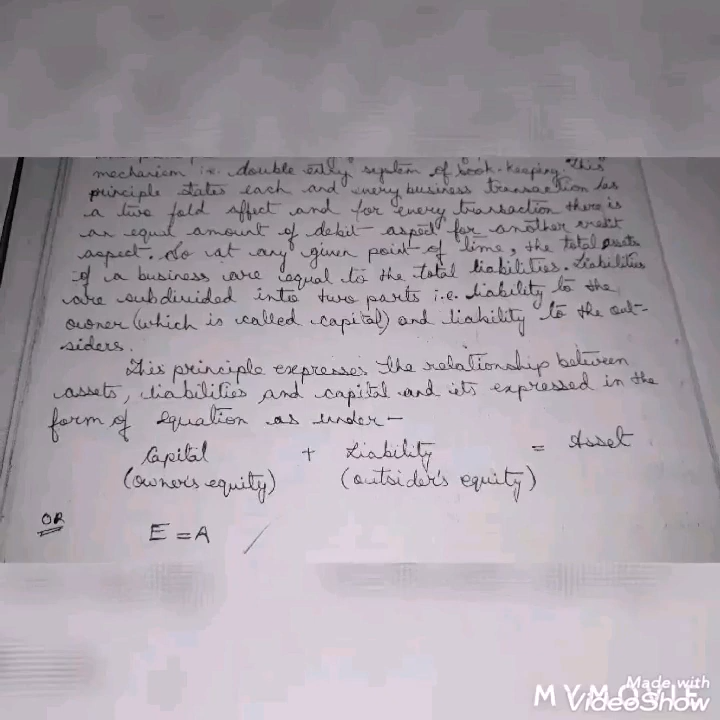 mechanism i.e. double entry system of book-keeping. This
principle states each and every business transaction has
a two fold affect and for every transaction there is
an equal amount of debit aspect for another credit
aspect. So at any given point of time, the total assets
of a business are equal to the total liabilities. Liabilities
are subdivided into two parts i.e. liability to the
owner (which is called capital) and liability to the out-
siders.
This principle expresses the relationship between
assets, liabilities and capital and its expressed in the
form of equation as under-
Capital + Liability = Asset
(owner's equity) (outsider's equity)
OR
E = A
Made with
MY MOVIE
VideoShow